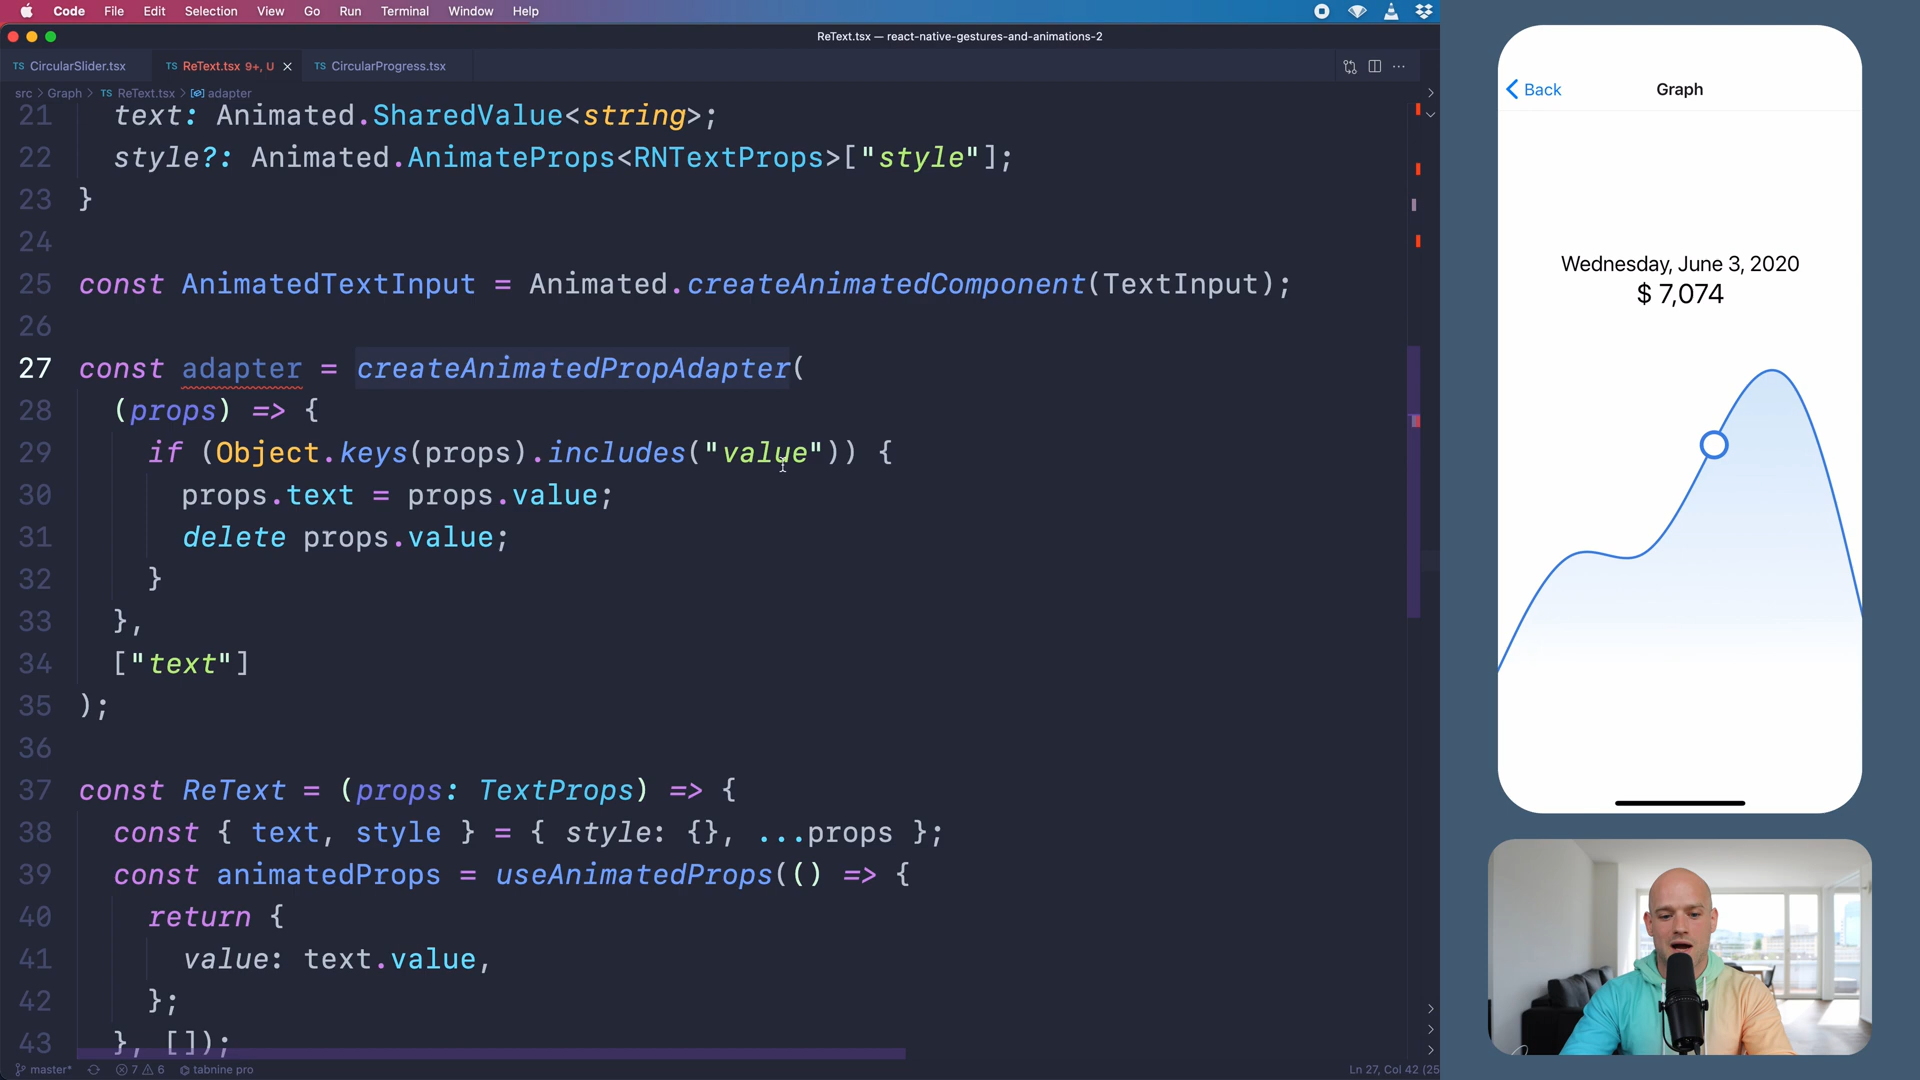 Code File Edit Selection View Go Run Terminal Window Help
ReText.tsx — react-native-gestures-and-animations-2
TS CircularSlider.tsx TS ReText.tsx 9+, U TS CircularProgress.tsx
src > Graph > TS ReText.tsx > adapter
21 text: Animated.SharedValue<string>;
22 style?: Animated.AnimateProps<RNTextProps>["style"];
23 }
24
25 const AnimatedTextInput = Animated.createAnimatedComponent(TextInput);
26
27 const adapter = createAnimatedPropAdapter(
28 (props) => {
29 if (Object.keys(props).includes("value")) {
30 props.text = props.value;
31 delete props.value;
32 }
33 },
34 ["text"]
35 );
36
37 const ReText = (props: TextProps) => {
38 const { text, style } = { style: {}, ...props };
39 const animatedProps = useAnimatedProps(() => {
40 return {
41 value: text.value,
42 };
43 }, []);
master* 7 6 tabnine pro Ln 27, Col 42 (25
Back Graph
Wednesday, June 3, 2020
$ 7,074